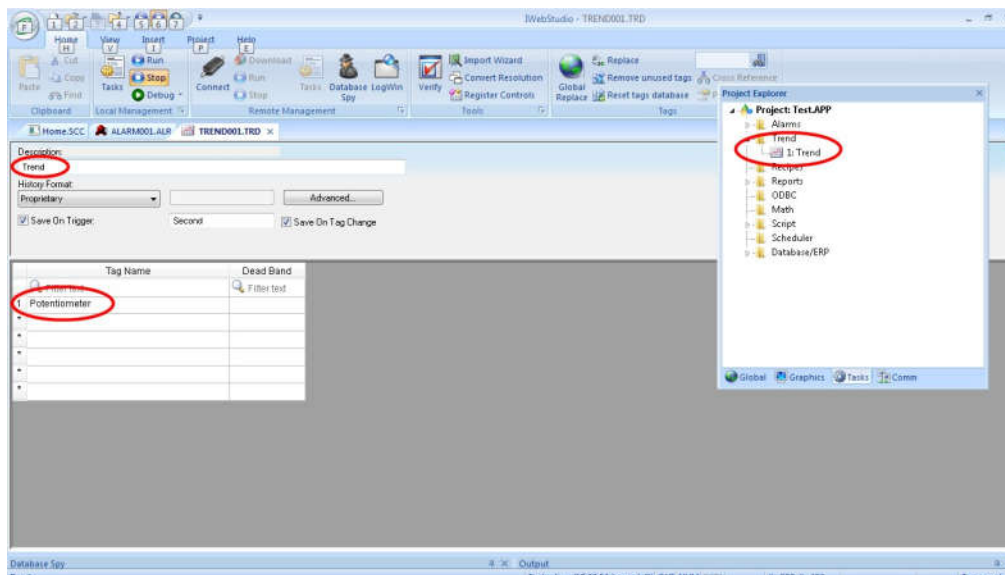 IWebStudio - TREND001.TRD
1 4 5 6 7
F
Home View Insert Project Help
H V I P E
Paste
Cut
Copy
Find
Clipboard
Tasks
Run
Stop
Debug
Local Management
Connect
Download
Run
Stop
Tasks
Database Spy
LogWin
Remote Management
Verify
Import Wizard
Convert Resolution
Register Controls
Tools
Global Replace
Replace
Remove unused tags
Reset tags database
Cross Reference
Tags
Home.SCC ALARM001.ALR TREND001.TRD
Description:
Trend
History Format:
Proprietary
Advanced...
Save On Trigger:
Second
Save On Tag Change
Tag Name Dead Band
Filter text Filter text
1 Potentiometer
*
*
*
*
*
Project Explorer
Project: Test.APP
Alarms
Trend
1: Trend
Recipes
Reports
ODBC
Math
Script
Scheduler
Database/ERP
Global Graphics Tasks Comm
Database Spy
Output